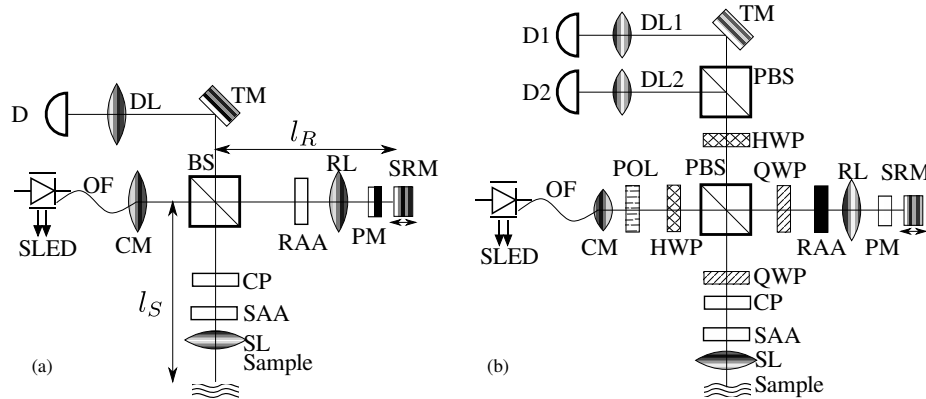 D
DL
TM
l_R
BS
RL
SRM
OF
SLED
CM
RAA
PM
l_S
CP
SAA
SL
Sample
(a)
D1
DL1
TM
D2
DL2
PBS
HWP
POL
PBS
QWP
RL
SRM
OF
SLED
CM
HWP
RAA
PM
QWP
CP
SAA
SL
Sample
(b)